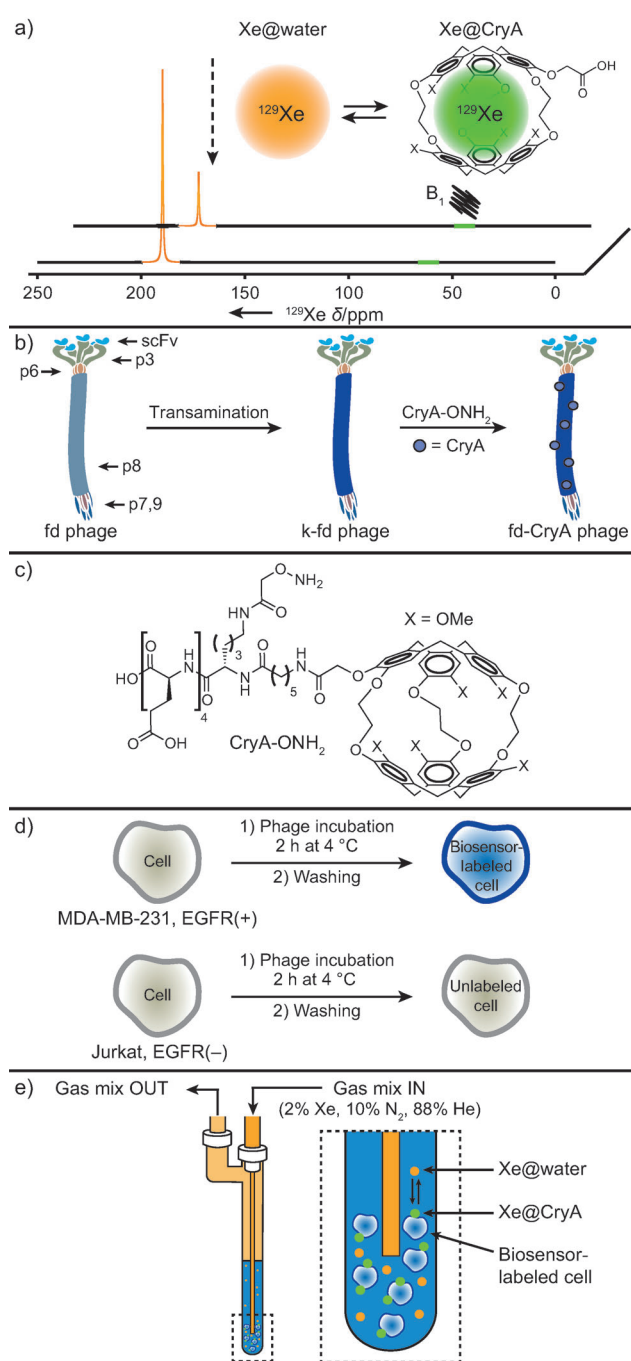 a)
Xe@water
Xe@CryA
129Xe
129Xe
OH
O
O
O
O
O
O
O
X
X
X
X
B1
250 200 150 100 50 0
129Xe δ/ppm
b)
scFv
p3
p6
p8
p7,9
Transamination
CryA-ONH2
= CryA
fd phage
k-fd phage
fd-CryA phage
c)
O
NH2
HN
O
X = OMe
O
HO
N
H
O
3
N
H
O
5
H
N
O
O
4
O
OH
CryA-ONH2
O
O
O
O
O
X
X
X
X
X
d)
Cell
1) Phage incubation
2 h at 4 °C
2) Washing
Biosensor-
labeled
cell
MDA-MB-231, EGFR(+)
Cell
1) Phage incubation
2 h at 4 °C
2) Washing
Unlabeled
cell
Jurkat, EGFR(–)
e)
Gas mix OUT
Gas mix IN
(2% Xe, 10% N2, 88% He)
Xe@water
Xe@CryA
Biosensor-
labeled cell